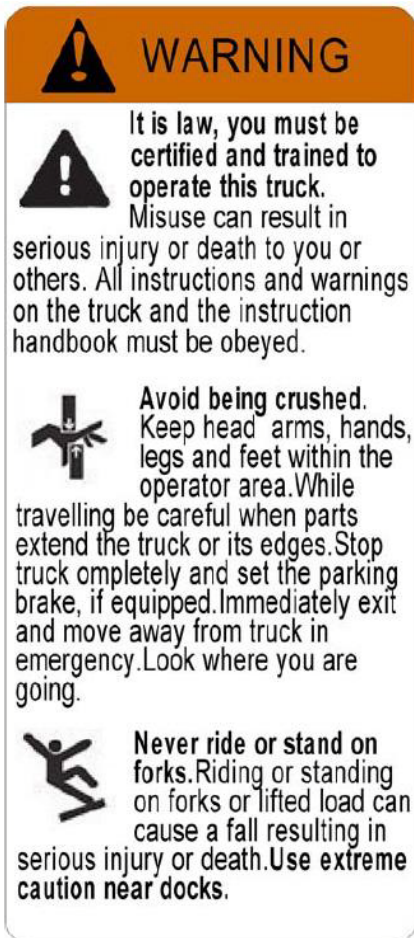 WARNING
It is law, you must be
certified and trained to
operate this truck.
Misuse can result in
serious injury or death to you or
others. All instructions and warnings
on the truck and the instruction
handbook must be obeyed.
Avoid being crushed.
Keep head arms, hands,
legs and feet within the
operator area.While
travelling be careful when parts
extend the truck or its edges.Stop
truck ompletely and set the parking
brake, if equipped.Immediately exit
and move away from truck in
emergency.Look where you are
going.
Never ride or stand on
forks.Riding or standing
on forks or lifted load can
cause a fall resulting in
serious injury or death.Use extreme
caution near docks.